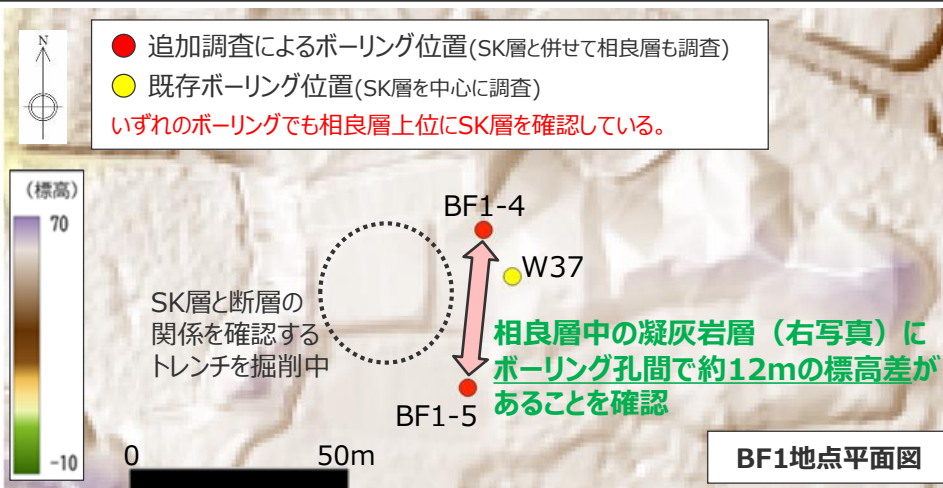 N
追加調査によるボーリング位置(SK層と併せて相良層も調査)
既存ボーリング位置(SK層を中心に調査)
いずれのボーリングでも相良層上位にSK層を確認している。
(標高)
70
-10
BF1-4
W37
SK層と断層の
関係を確認する
トレンチを掘削中
相良層中の凝灰岩層（右写真）に
ボーリング孔間で約12mの標高差が
あることを確認
BF1-5
0
50m
BF1地点平面図